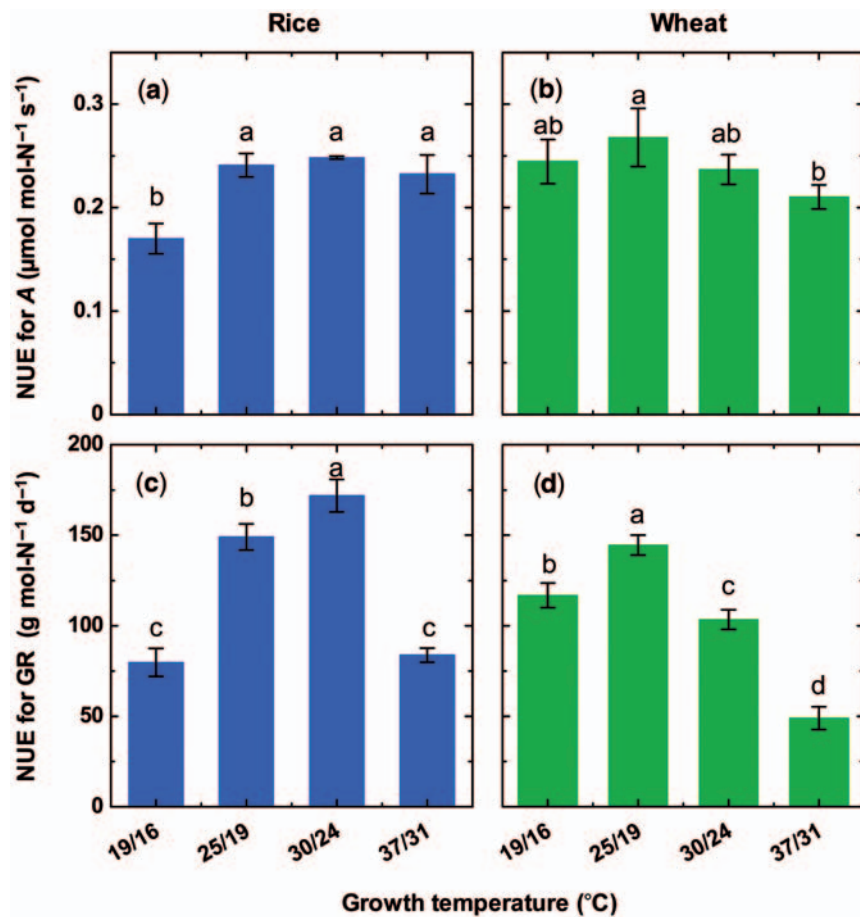 Rice
Wheat
NUE for A (µmol mol-N⁻¹ s⁻¹)
0.3
0.2
0.1
0
(a)
b
a
a
a
(b)
ab
a
ab
b
NUE for GR (g mol-N⁻¹ d⁻¹)
200
150
100
50
0
(c)
c
b
a
c
(d)
b
a
c
d
19/16
25/19
30/24
37/31
19/16
25/19
30/24
37/31
Growth temperature (°C)